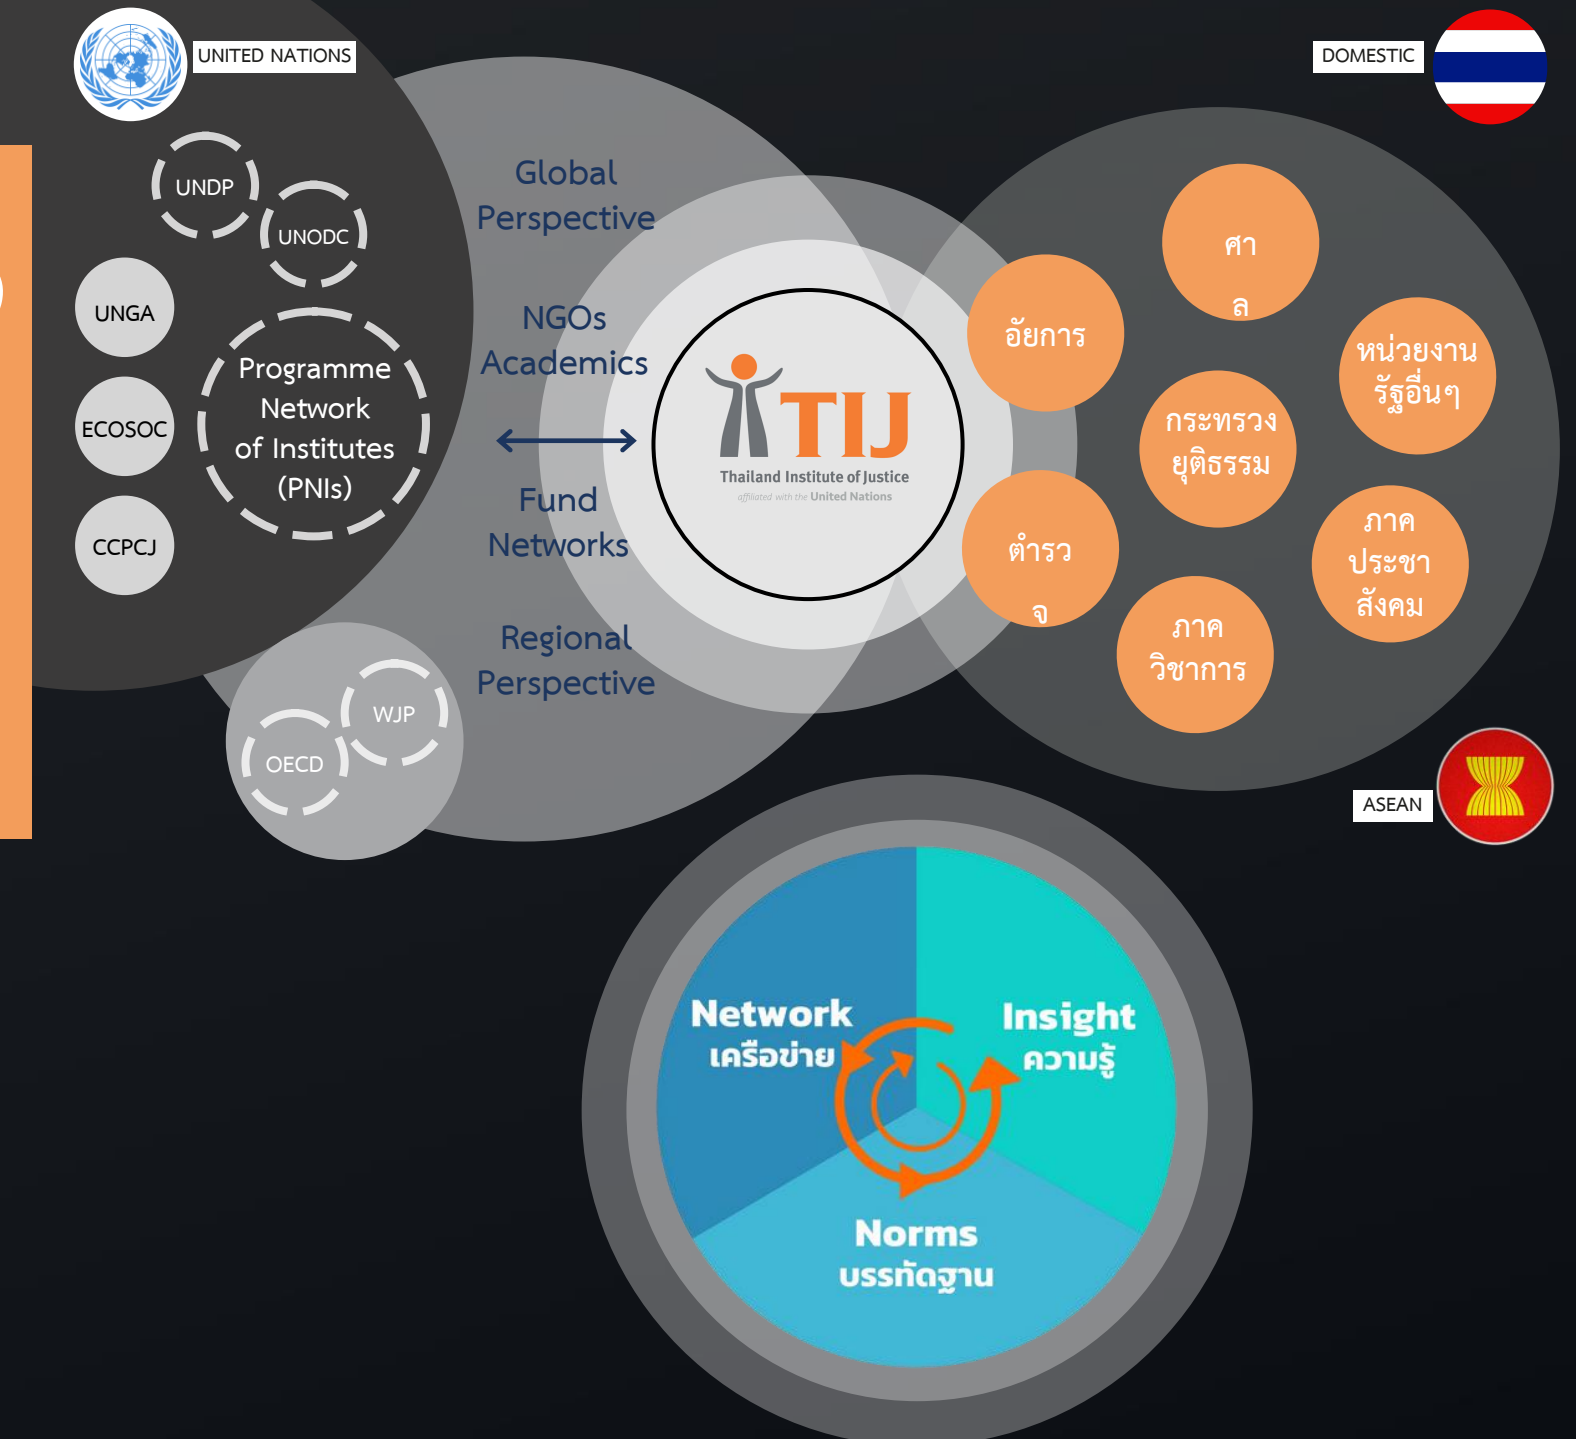 UNITED NATIONS
DOMESTIC
UNDP
UNODC
UNGA
ECOSOC
CCPCJ
Programme
Network
of Institutes
(PNIs)
Global
Perspective
NGOs
Academics
Fund
Networks
Regional
Perspective
WJP
OECD
TIJ
Thailand Institute of Justice
affiliated with the United Nations
อัยการ
ศา
ล
หน่วยงาน
รัฐอื่นๆ
กระทรวง
ยุติธรรม
ตำรว
จ
ภาค
ประชา
สังคม
ภาค
วิชาการ
ASEAN
Network
เครือข่าย
Insight
ความรู้
Norms
บรรทัดฐาน